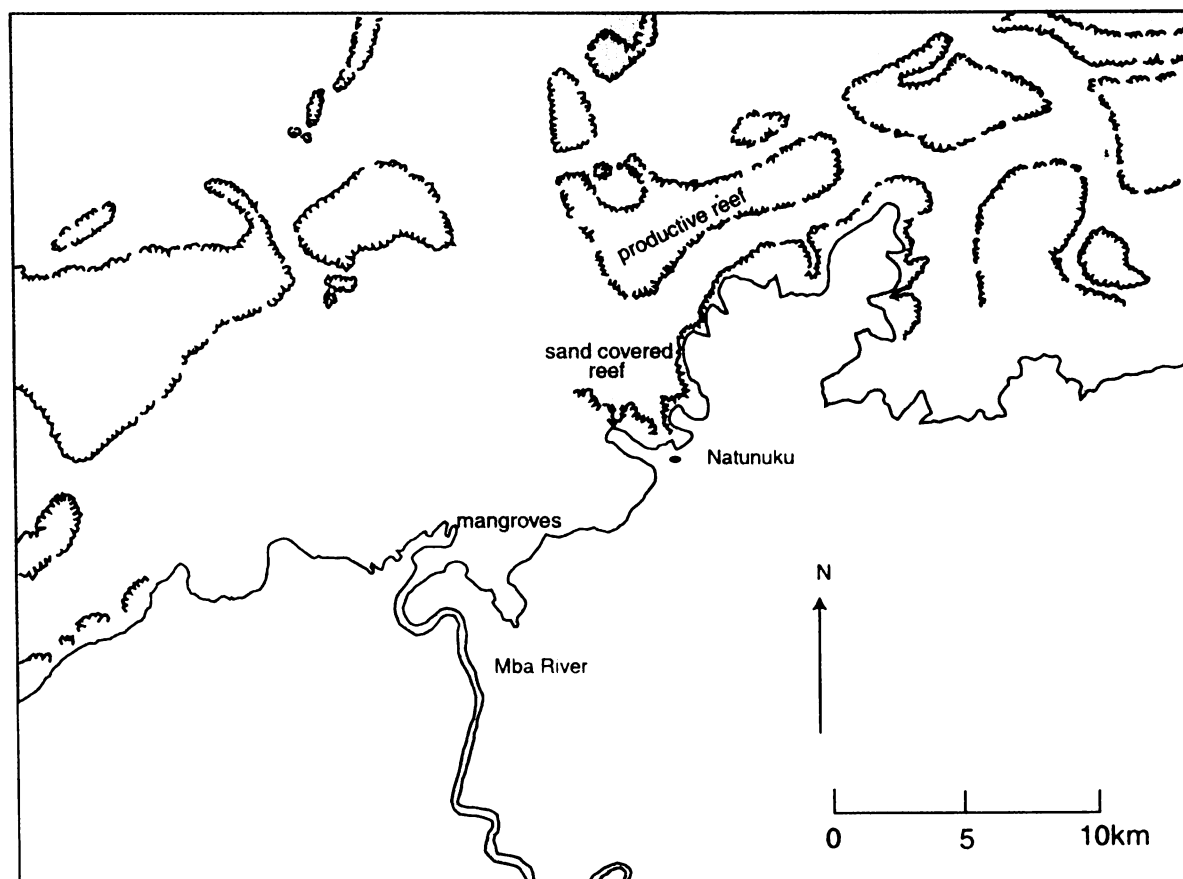 productive reef
sand covered
reef
Natunuku
mangroves
N
Mba River
0 5 10km